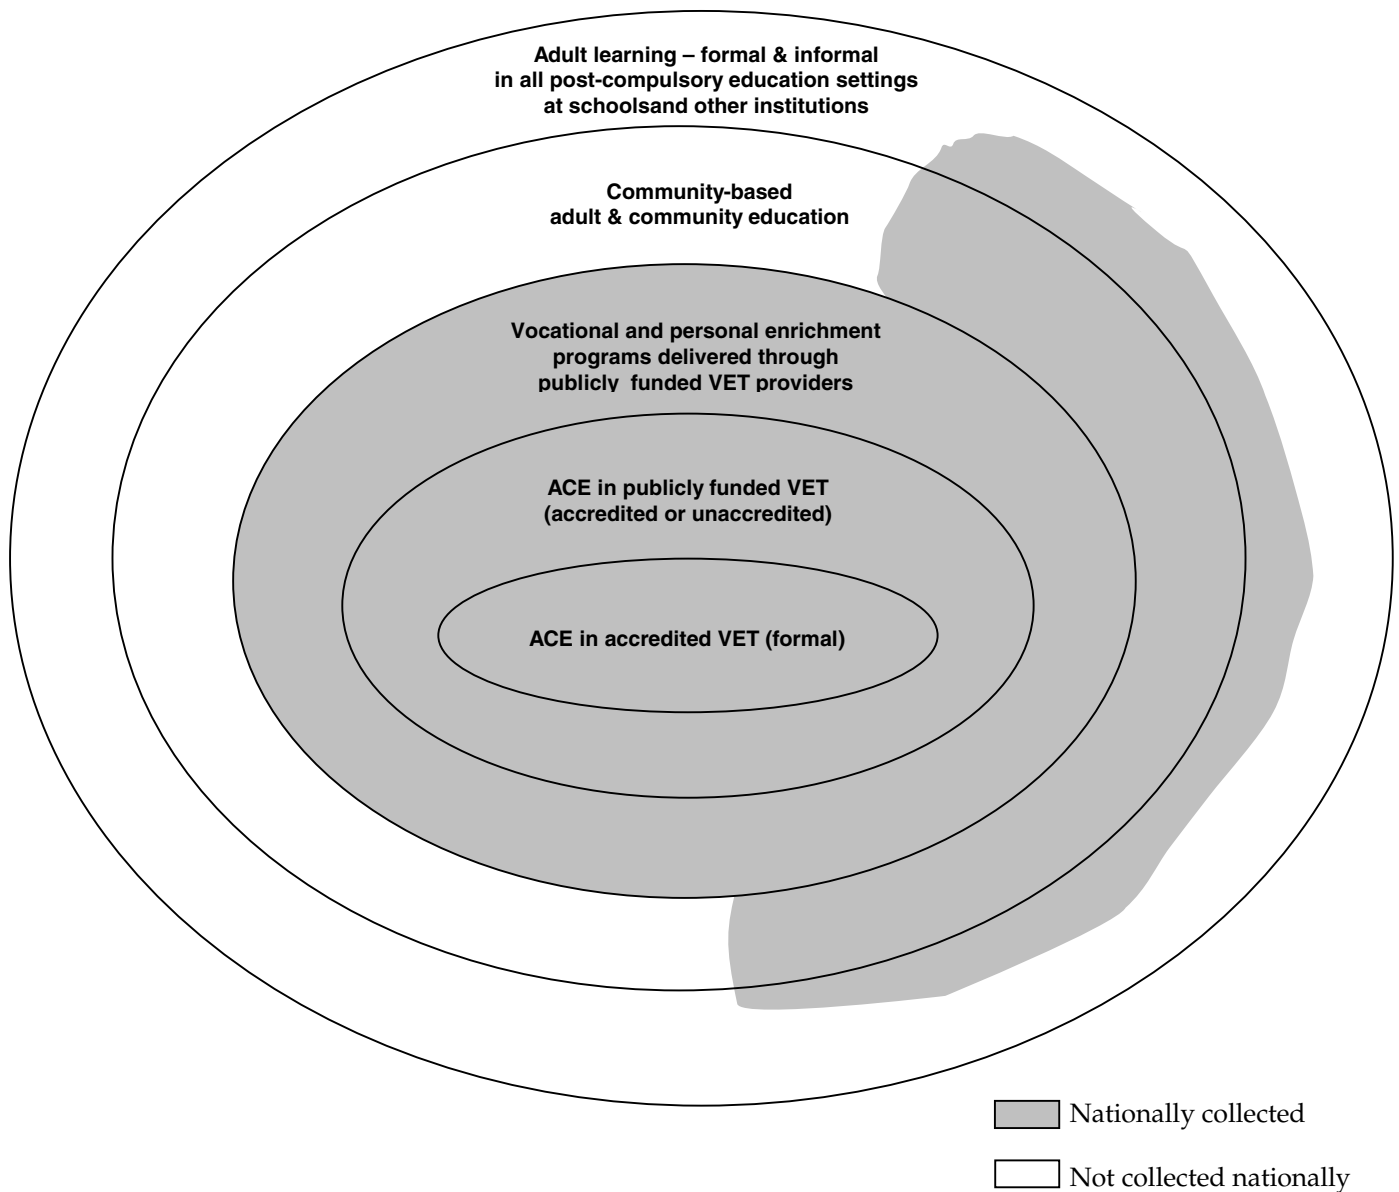 Adult learning – formal & informal
in all post-compulsory education settings
at schoolsand other institutions
Community-based
adult & community education
Vocational and personal enrichment
programs delivered through
publicly funded VET providers
ACE in publicly funded VET
(accredited or unaccredited)
ACE in accredited VET (formal)
Nationally collected
Not collected nationally